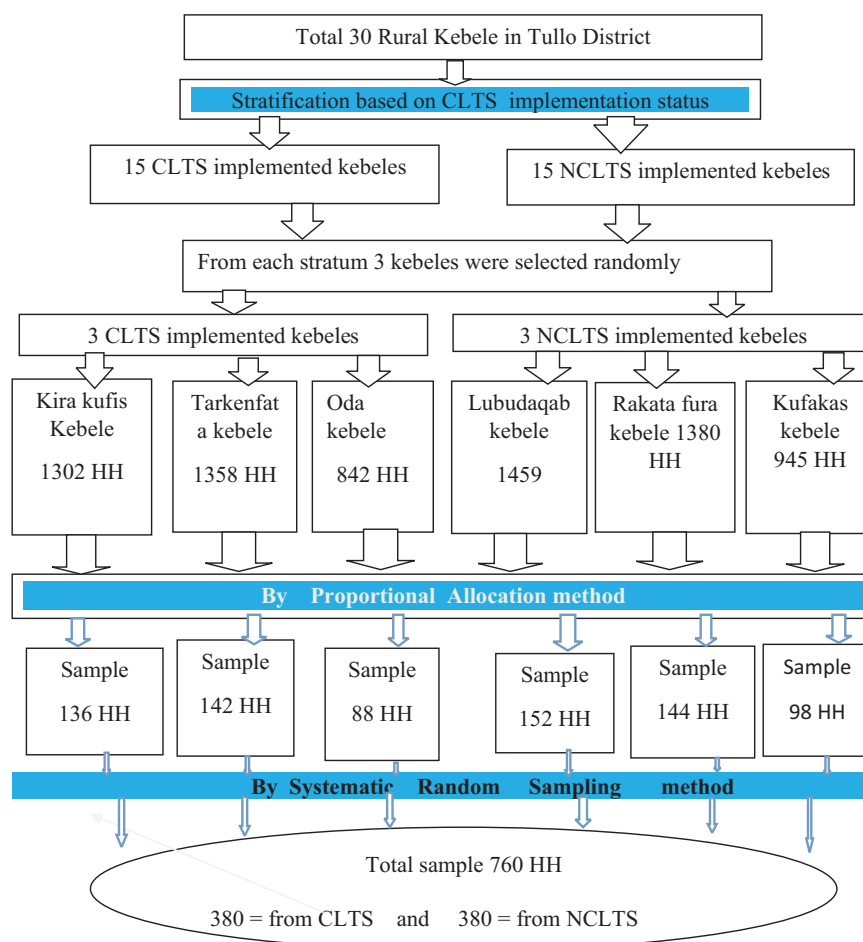 Total 30 Rural Kebele in Tullo District
Stratification based on CLTS implementation status
15 CLTS implemented kebeles
15 NCLTS implemented kebeles
From each stratum 3 kebeles were selected randomly
3 CLTS implemented kebeles
3 NCLTS implemented kebeles
Kira kufis
Kebele
1302 HH
Tarkenfat
a kebele
1358 HH
Oda
kebele
842 HH
Lubudaqab
kebele
1459
Rakata fura
kebele 1380
HH
Kufakas
kebele
945 HH
By Proportional Allocation method
Sample
136 HH
Sample
142 HH
Sample
88 HH
Sample
152 HH
Sample
144 HH
Sample
98 HH
By Systematic Random Sampling method
Total sample 760 HH
380 = from CLTS and 380 = from NCLTS